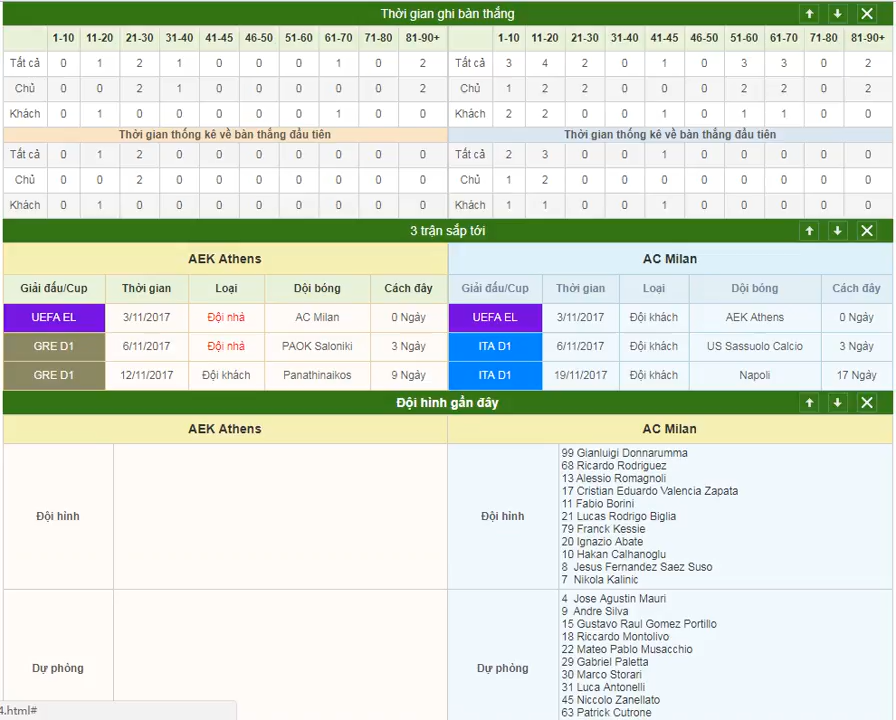 Thời gian ghi bàn thắng
1-10 11-20 21-30 31-40 41-45 46-50 51-60 61-70 71-80 81-90+ 1-10 11-20 21-30 31-40 41-45 46-50 51-60 61-70 71-80 81-90+
Tất cả 0 1 2 1 0 0 0 1 0 2 Tất cả 3 4 2 0 1 0 3 3 0 2
Chủ 0 0 2 1 0 0 0 0 0 2 Chủ 1 2 2 0 0 0 2 2 0 2
Khách 0 1 0 0 0 0 0 1 0 0 Khách 2 2 0 0 1 0 1 1 0 0
Thời gian thống kê về bàn thắng đầu tiên Thời gian thống kê về bàn thắng đầu tiên
Tất cả 0 1 2 0 0 0 0 0 0 0 Tất cả 2 3 0 0 1 0 0 0 0 0
Chủ 0 0 2 0 0 0 0 0 0 0 Chủ 1 2 0 0 0 0 0 0 0 0
Khách 0 1 0 0 0 0 0 0 0 0 Khách 1 1 0 0 1 0 0 0 0 0
3 trận sắp tới
AEK Athens AC Milan
Giải đấu/Cup Thời gian Loại Dội bóng Cách đây Giải đấu/Cup Thời gian Loại Dội bóng Cách đây
UEFA EL 3/11/2017 Đội nhà AC Milan 0 Ngày UEFA EL 3/11/2017 Đội khách AEK Athens 0 Ngày
GRE D1 6/11/2017 Đội nhà PAOK Saloniki 3 Ngày ITA D1 6/11/2017 Đội khách US Sassuolo Calcio 3 Ngày
GRE D1 12/11/2017 Đội khách Panathinaikos 9 Ngày ITA D1 19/11/2017 Đội khách Napoli 17 Ngày
Đội hình gần đây
AEK Athens AC Milan
Đội hình Đội hình
99 Gianluigi Donnarumma
68 Ricardo Rodriguez
13 Alessio Romagnoli
17 Cristian Eduardo Valencia Zapata
11 Fabio Borini
21 Lucas Rodrigo Biglia
79 Franck Kessie
20 Ignazio Abate
10 Hakan Calhanoglu
8 Jesus Fernandez Saez Suso
7 Nikola Kalinic
Dự phòng Dự phòng
4 Jose Agustin Mauri
9 Andre Silva
15 Gustavo Raul Gomez Portillo
18 Riccardo Montolivo
22 Mateo Pablo Musacchio
29 Gabriel Paletta
30 Marco Storari
31 Luca Antonelli
45 Niccolo Zanellato
63 Patrick Cutrone
4.html#